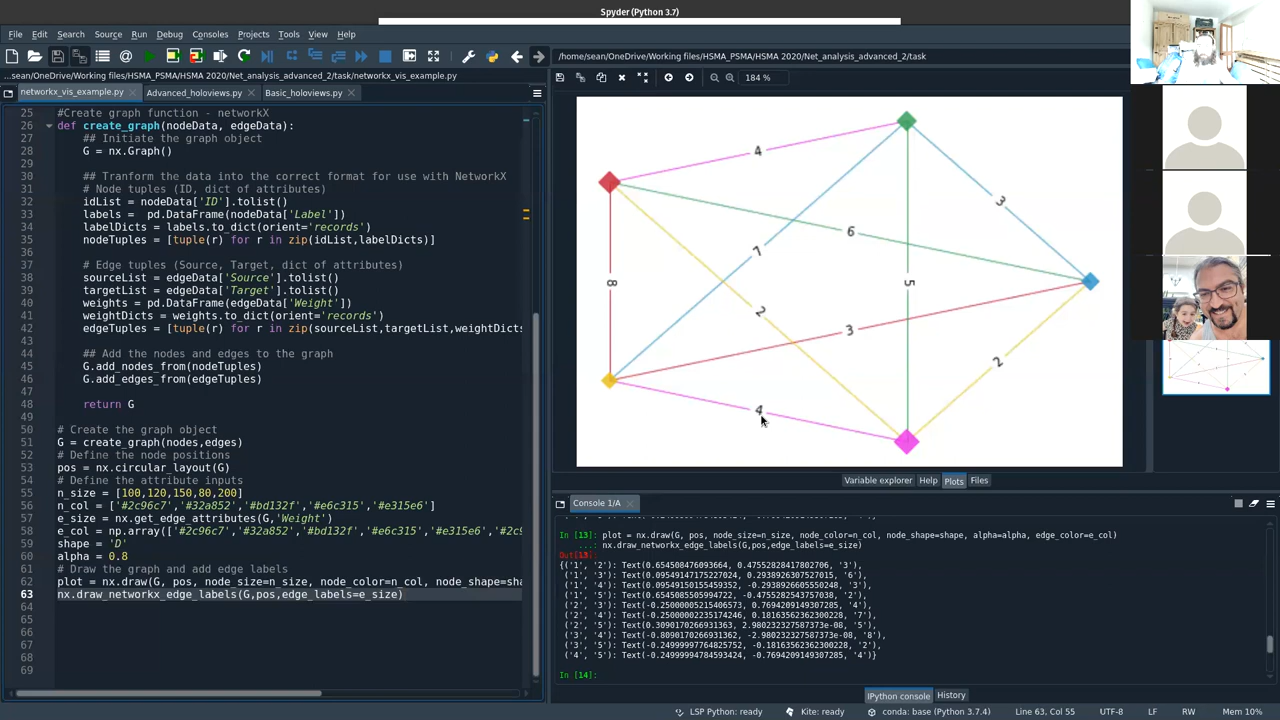 Spyder (Python 3.7)
File Edit Search Source Run Debug Consoles Projects Tools View Help
/home/sean/OneDrive/Working files/HSMA_PSMA/HSMA 2020/Net_analysis_advanced_2/task
...sean/OneDrive/Working files/HSMA_PSMA/HSMA 2020/Net_analysis_advanced_2/task/networkx_vis_example.py
networkx_vis_example.py Advanced_holoviews.py Basic_holoviews.py
184 %
25 #Create graph function - networkX
26 def create_graph(nodeData, edgeData):
27 ## Initiate the graph object
28 G = nx.Graph()
29
30 ## Tranform the data into the correct format for use with NetworkX
31 # Node tuples (ID, dict of attributes)
32 idList = nodeData['ID'].tolist()
33 labels =  pd.DataFrame(nodeData['Label'])
34 labelDicts = labels.to_dict(orient='records')
35 nodeTuples = [tuple(r) for r in zip(idList,labelDicts)]
36
37 # Edge tuples (Source, Target, dict of attributes)
38 sourceList = edgeData['Source'].tolist()
39 targetList = edgeData['Target'].tolist()
40 weights = pd.DataFrame(edgeData['Weight'])
41 weightDicts = weights.to_dict(orient='records')
42 edgeTuples = [tuple(r) for r in zip(sourceList,targetList,weightDicts
43
44 ## Add the nodes and edges to the graph
45 G.add_nodes_from(nodeTuples)
46 G.add_edges_from(edgeTuples)
47
48 return G
49
50 # Create the graph object
51 G = create_graph(nodes,edges)
52 # Define the node positions
53 pos = nx.circular_layout(G)
54 # Define the attribute inputs
55 n_size = [100,120,150,80,200]
56 n_col = ['#2c96c7','#32a852','#bd132f','#e6c315','#e315e6']
57 e_size = nx.get_edge_attributes(G,'Weight')
58 e_col = np.array(['#2c96c7','#32a852','#bd132f','#e6c315','#e315e6','#2c9
59 shape = 'D'
60 alpha = 0.8
61 # Draw the graph and add edge labels
62 plot = nx.draw(G, pos, node_size=n_size, node_color=n_col, node_shape=sha
63 nx.draw_networkx_edge_labels(G,pos,edge_labels=e_size)
64
65
66
67
68
69
4
3
6
7
8
5
2
3
2
4
Variable explorer Help Plots Files
Console 1/A
In [13]: plot = nx.draw(G, pos, node_size=n_size, node_color=n_col, node_shape=shape, alpha=alpha, edge_color=e_col)
...: nx.draw_networkx_edge_labels(G,pos,edge_labels=e_size)
Out[13]:
{('1', '2'): Text(0.654508476093664, 0.4755282841780​2706, '3'),
('1', '3'): Text(0.09549147175227024, 0.2938926307527015, '6'),
('1', '4'): Text(0.09549150155459352, -0.2938926605550248, '3'),
('1', '5'): Text(0.6545085505994722, -0.4755282543757038, '2'),
('2', '3'): Text(-0.25000005215406573, 0.7694209149307285, '4'),
('2', '4'): Text(-0.25000002235174246, 0.18163562362300228, '7'),
('2', '5'): Text(0.3090170266931363, 2.980232327587373e-08, '5'),
('3', '4'): Text(-0.8090170266931362, -2.980232327587373e-08, '8'),
('3', '5'): Text(-0.24999997764825752, -0.18163562362300228, '2'),
('4', '5'): Text(-0.24999994784593424, -0.7694209149307285, '4')}
In [14]:
IPython console History
LSP Python: ready Kite: ready conda: base (Python 3.7.4) Line 63, Col 55 UTF-8 LF RW Mem 10%